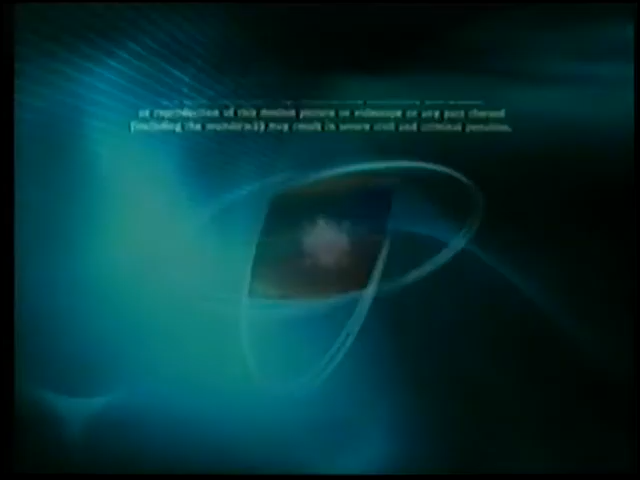 or reproduction of this motion picture or videotape or any part thereof
(including the soundtrack) may result in severe civil and criminal penalties.